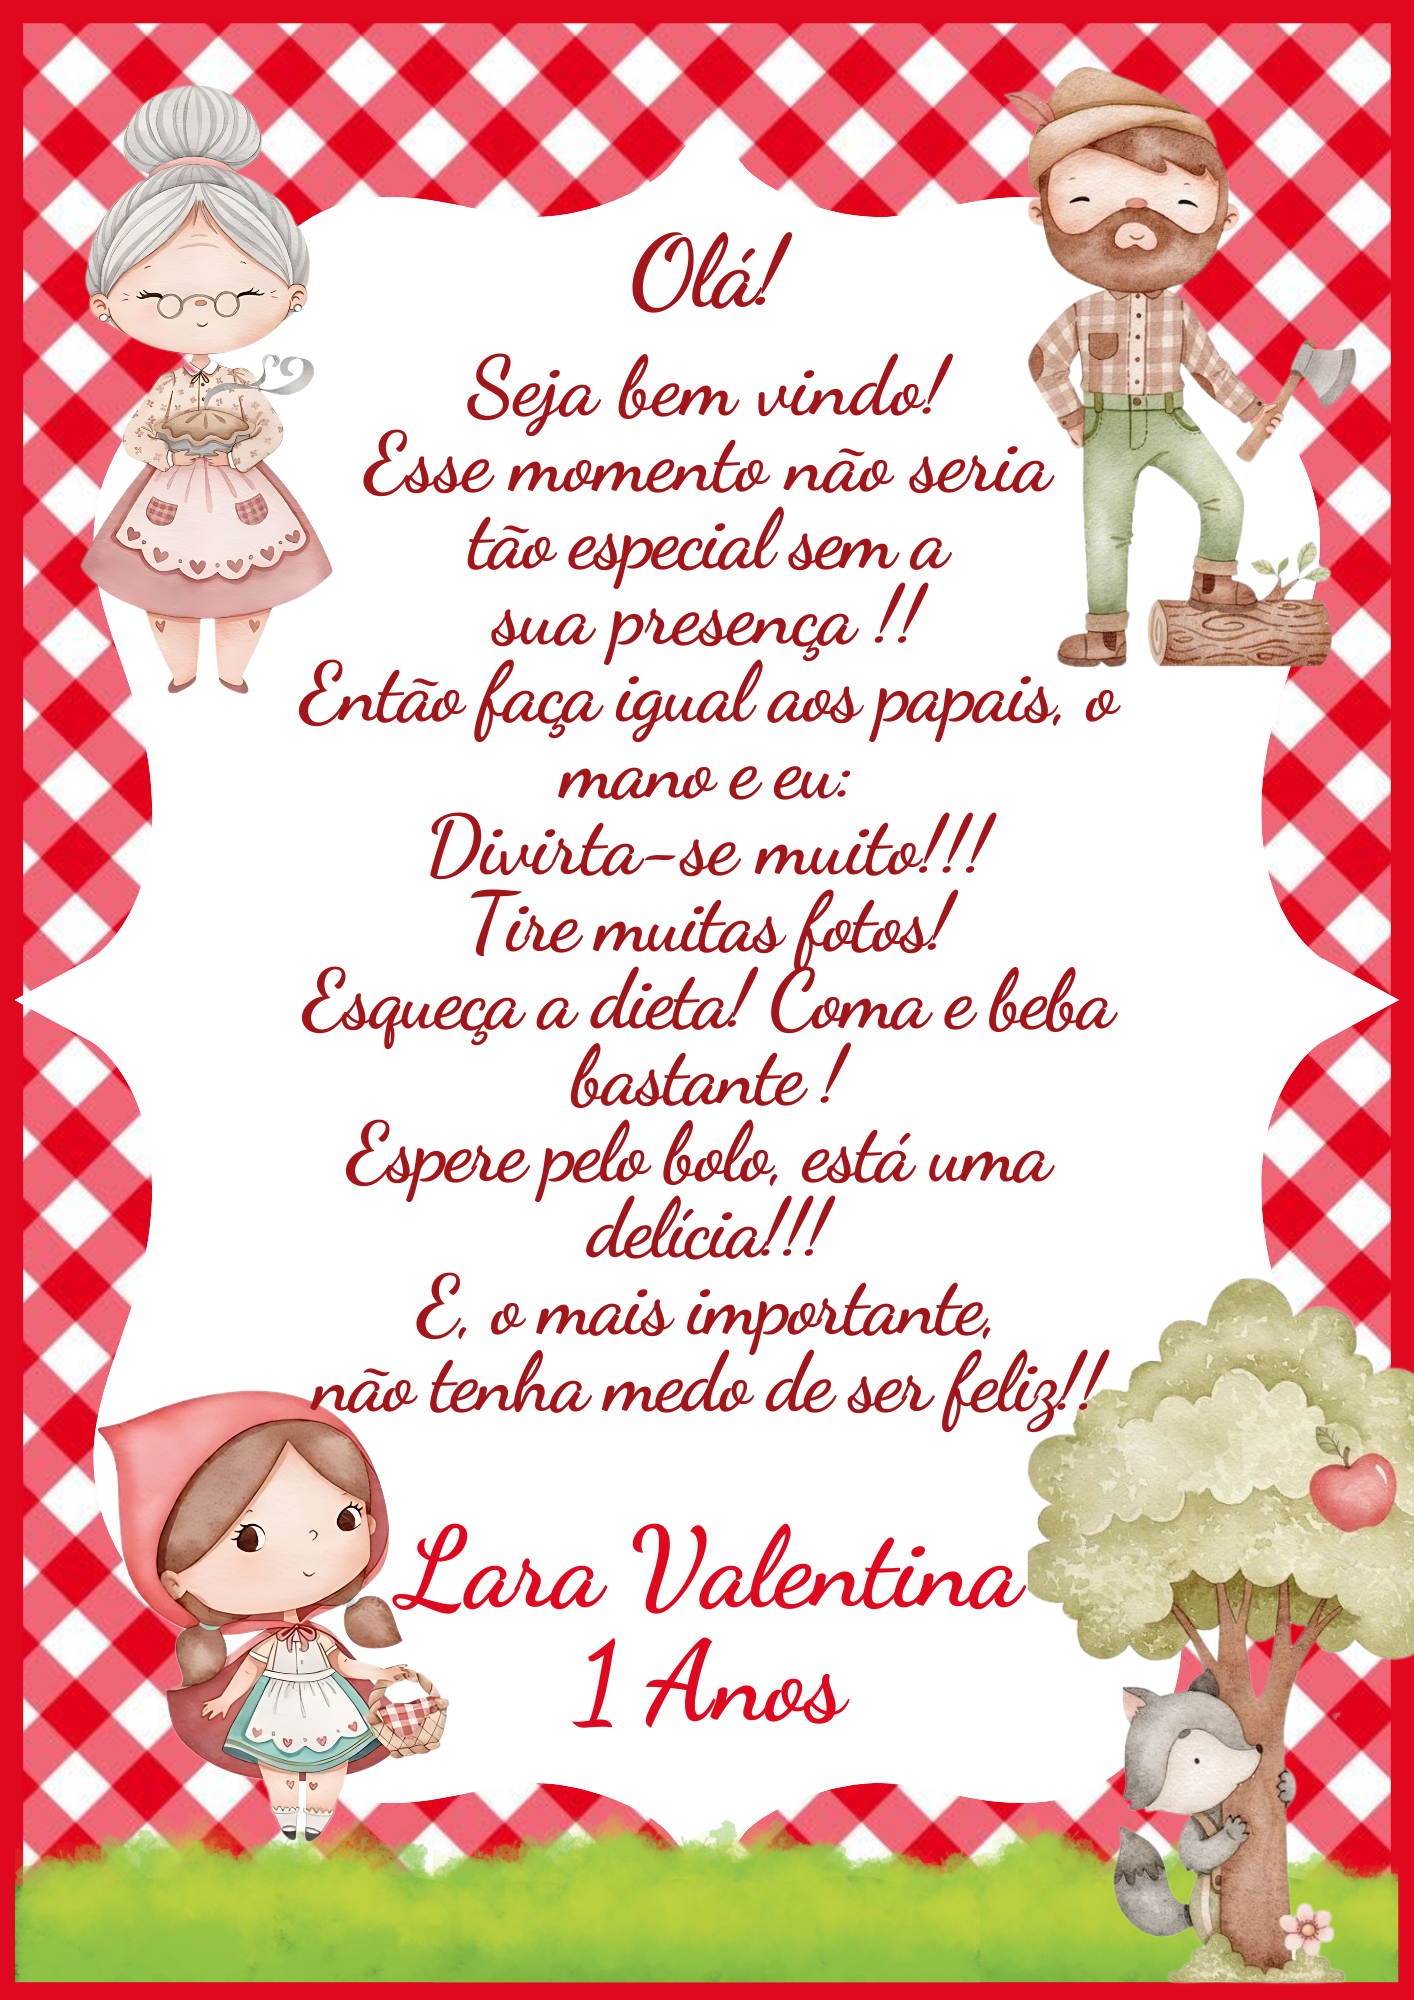 Olá!
Seja bem vindo!
Esse momento não seria
tão especial sem a
sua presença !!
Então faça igual aos papais, o
mano e eu:
Divirta-se muito!!!
Tire muitas fotos!
Esqueça a dieta! Coma e beba
bastante !
Espere pelo bolo, está uma
delícia!!!
E, o mais importante,
não tenha medo de ser feliz!!
Lara Valentina
1 Anos